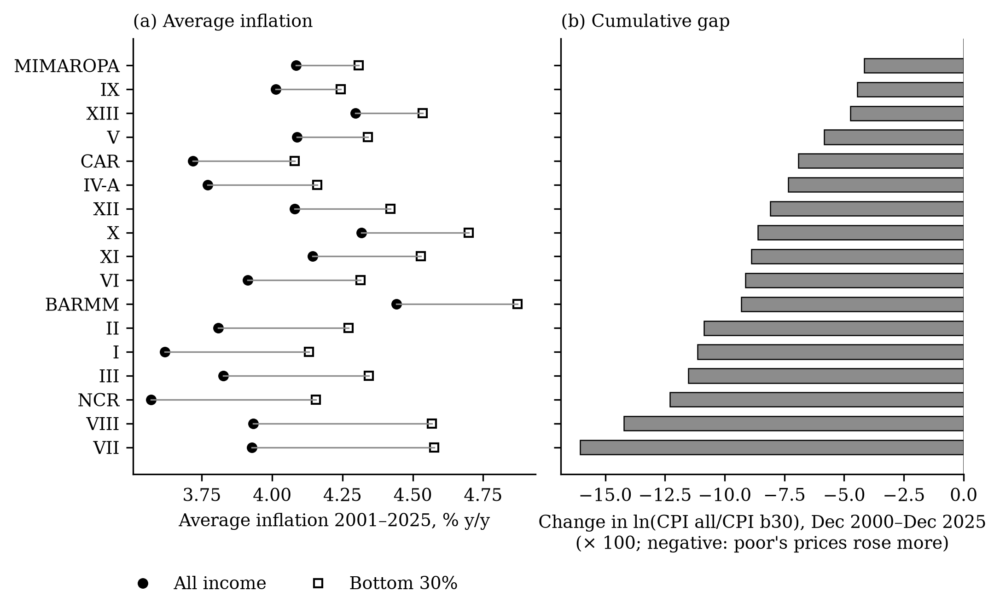 (a) Average inflation
(b) Cumulative gap
MIMAROPA
IX
XIII
V
CAR
IV-A
XII
X
XI
VI
BARMM
II
I
III
NCR
VIII
VII
3.75 4.00 4.25 4.50 4.75
−15.0 −12.5 −10.0 −7.5 −5.0 −2.5 0.0
Average inflation 2001–2025, % y/y
Change in ln(CPI all/CPI b30), Dec 2000–Dec 2025
(× 100; negative: poor's prices rose more)
All income
Bottom 30%